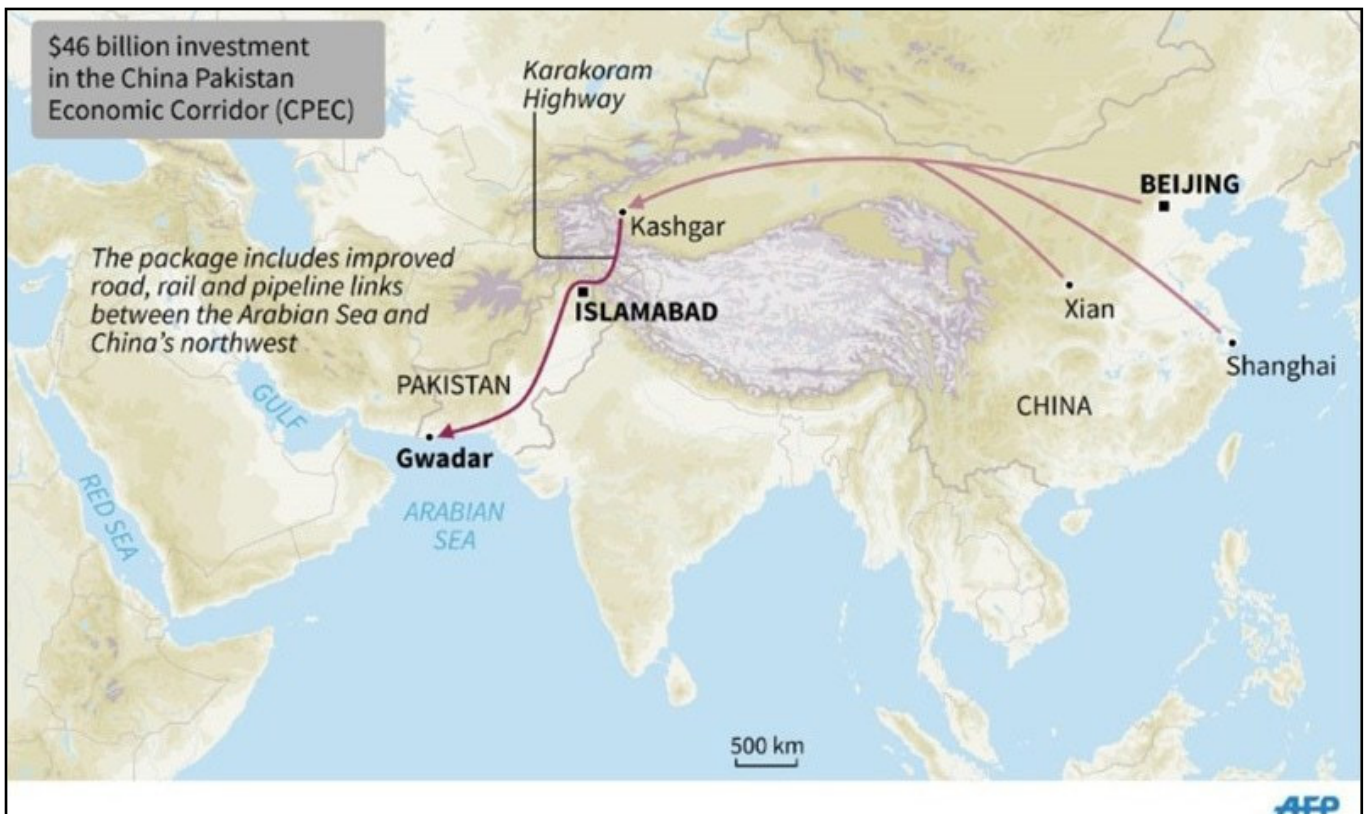 $46 billion investment
in the China Pakistan
Economic Corridor (CPEC)
Karakoram
Highway
BEIJING
Kashgar
The package includes improved
road, rail and pipeline links
between the Arabian Sea and
China's northwest
ISLAMABAD
Xian
Shanghai
PAKISTAN
CHINA
GULF
Gwadar
RED SEA
ARABIAN
SEA
500 km
AFP